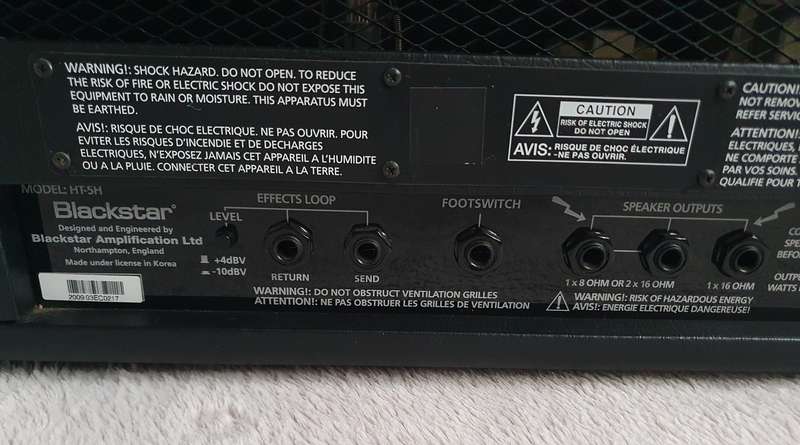 WARNING!: SHOCK HAZARD. DO NOT OPEN. TO REDUCE
THE RISK OF FIRE OR ELECTRIC SHOCK DO NOT EXPOSE THIS
EQUIPMENT TO RAIN OR MOISTURE. THIS APPARATUS MUST
BE EARTHED.
AVIS!: RISQUE DE CHOC ELECTRIQUE. NE PAS OUVRIR. POUR
EVITER LES RISQUES D'INCENDIE ET DE DECHARGES
ELECTRIQUES, N'EXPOSEZ JAMAIS CET APPAREIL A L'HUMIDITE
OU A LA PLUIE. CONNECTER CET APPAREIL A LA TERRE.
CAUTION
RISK OF ELECTRIC SHOCK
DO NOT OPEN
AVIS: RISQUE DE CHOC ÉLECTRIQUE
-NE PAS OUVRIR.
CAUTION!
NOT REMOV
REFER SERVIC
ATTENTION!
ELECTRIQUES,
NE COMPORTE
PAR VOS SOINS.
QUALIFIE POUR T
MODEL: HT-5H
Blackstar®
Designed and Engineered by
Blackstar Amplification Ltd
Northampton, England
Made under license in Korea
200903EC0217
LEVEL
+4dBV
-10dBV
EFFECTS LOOP
RETURN
SEND
FOOTSWITCH
SPEAKER OUTPUTS
1 x 8 OHM OR 2 x 16 OHM
1 x 16 OHM
WARNING!: DO NOT OBSTRUCT VENTILATION GRILLES
ATTENTION!: NE PAS OBSTRUER LES GRILLES DE VENTILATION
WARNING!: RISK OF HAZARDOUS ENERGY
AVIS!: ENERGIE ELECTRIQUE DANGEREUSE!
CO
SPE
BEFO
OUTP
WATTS